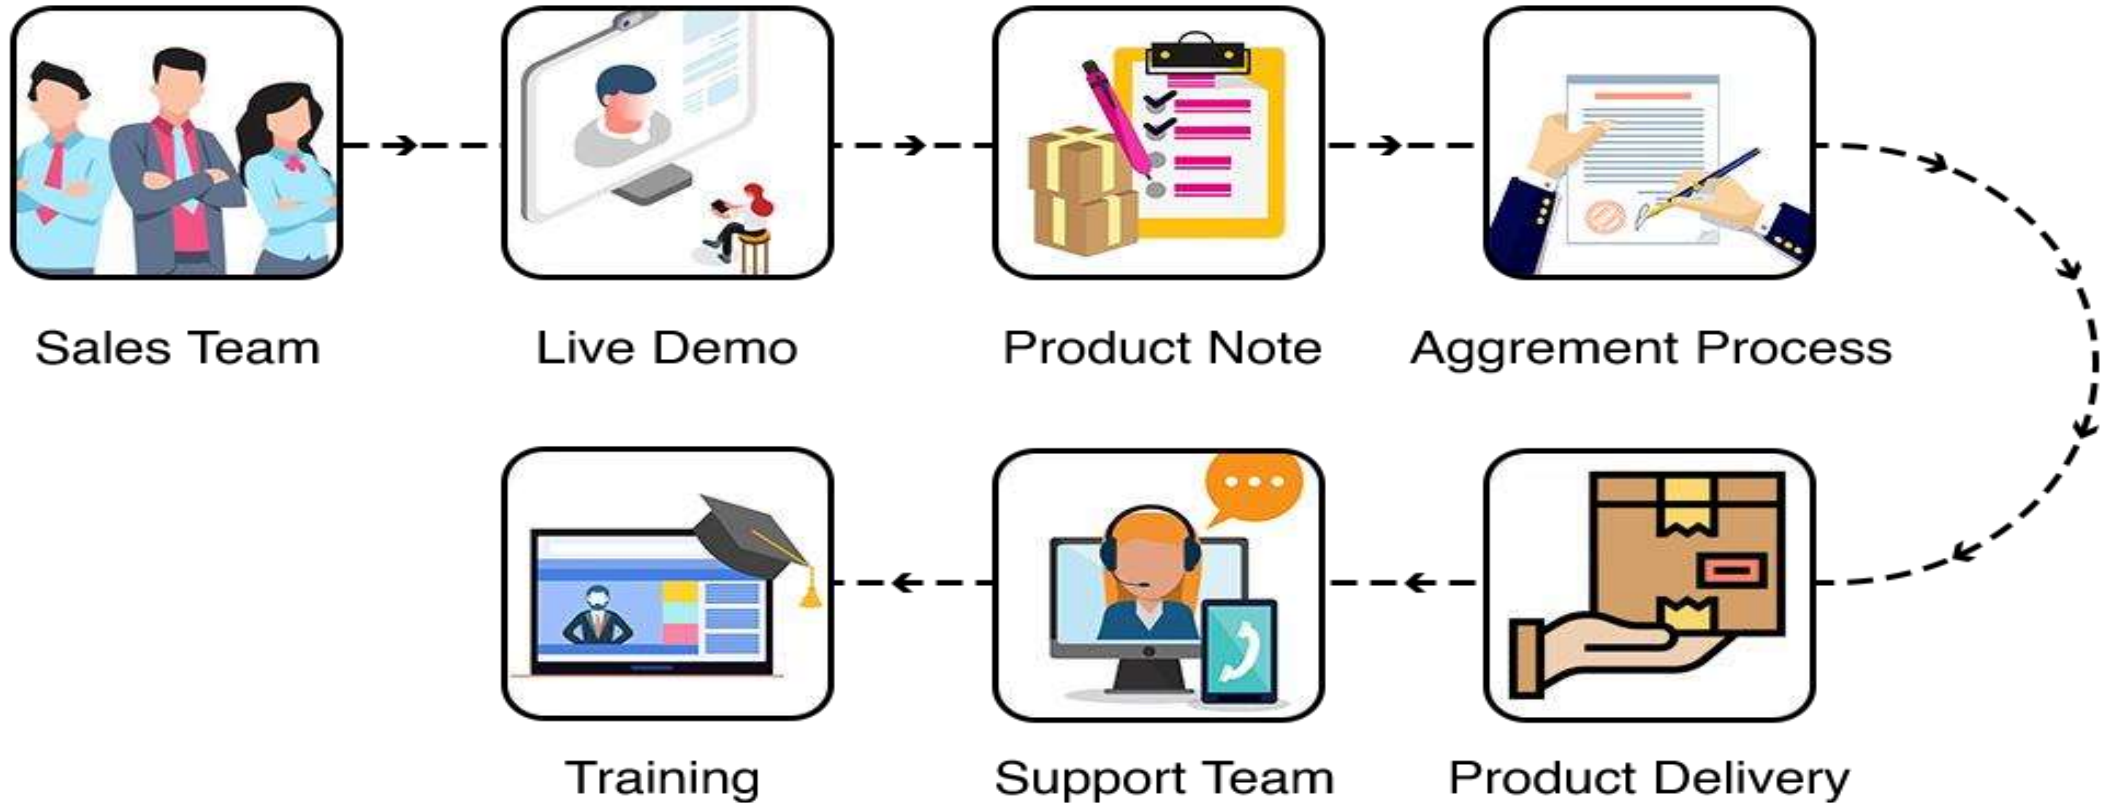 Sales Team
Live Demo
Product Note
Aggrement Process
Training
Support Team
Product Delivery